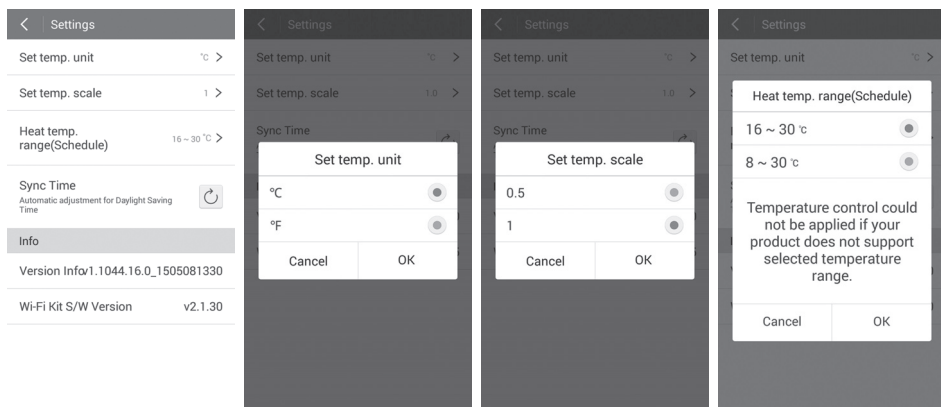 Settings
Set temp. unit °C
Set temp. scale 1
Heat temp.
range(Schedule) 16 ~ 30 °C
Sync Time
Automatic adjustment for Daylight Saving
Time
Info
Version Info v1.1044.16.0_1505081330
Wi-Fi Kit S/W Version v2.1.30
Settings
Set temp. unit °C
Set temp. scale 1.0
Sync Time
Set temp. unit
°C
°F
Cancel OK
Settings
Set temp. unit °C
Set temp. scale 1.0
Sync Time
Set temp. scale
0.5
1
Cancel OK
Settings
Set temp. unit °C
Heat temp. range(Schedule)
16 ~ 30 °C
8 ~ 30 °C
Temperature control could
not be applied if your
product does not support
selected temperature
range.
Cancel OK